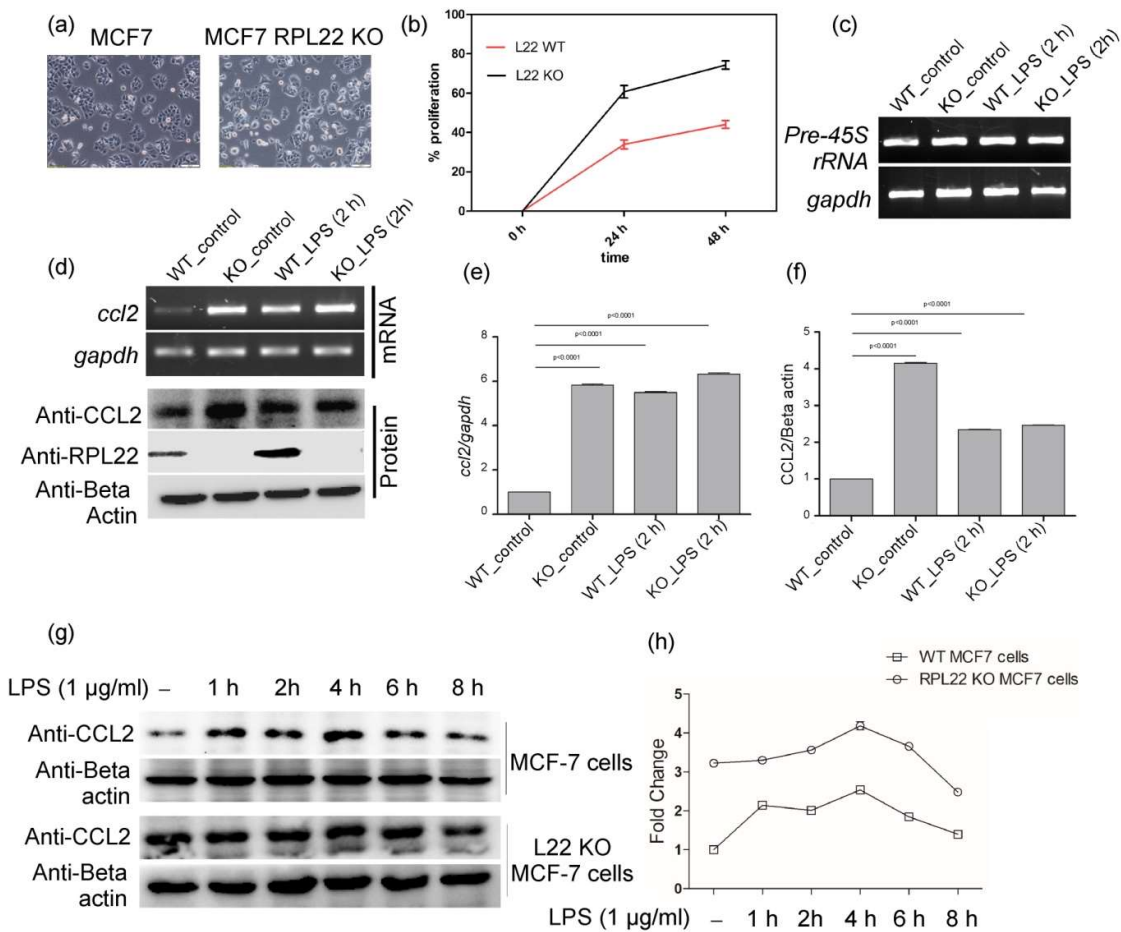 (a)
MCF7
MCF7 RPL22 KO
(b)
L22 WT
L22 KO
% proliferation
100
80
60
40
20
0
0 h
24 h
48 h
time
(c)
WT_control
KO_control
WT_LPS (2 h)
KO_LPS (2h)
Pre-45S
rRNA
gapdh
(d)
WT_control
KO_control
WT_LPS (2 h)
KO_LPS (2h)
ccl2
gapdh
mRNA
Anti-CCL2
Anti-RPL22
Anti-Beta
Actin
Protein
(e)
p<0.0001
p<0.0001
p<0.0001
ccl2/gapdh
8
6
4
2
0
WT_control
KO_control
WT_LPS (2 h)
KO_LPS (2 h)
(f)
p<0.0001
p<0.0001
p<0.0001
CCL2/Beta actin
5
4
3
2
1
0
WT_control
KO_control
WT_LPS (2 h)
KO_LPS (2 h)
(g)
LPS (1 µg/ml) – 1 h 2h 4 h 6 h 8 h
Anti-CCL2
Anti-Beta
actin
MCF-7 cells
Anti-CCL2
Anti-Beta
actin
L22 KO
MCF-7 cells
(h)
WT MCF7 cells
RPL22 KO MCF7 cells
Fold Change
5
4
3
2
1
0
LPS (1 µg/ml) – 1 h 2h 4 h 6 h 8 h